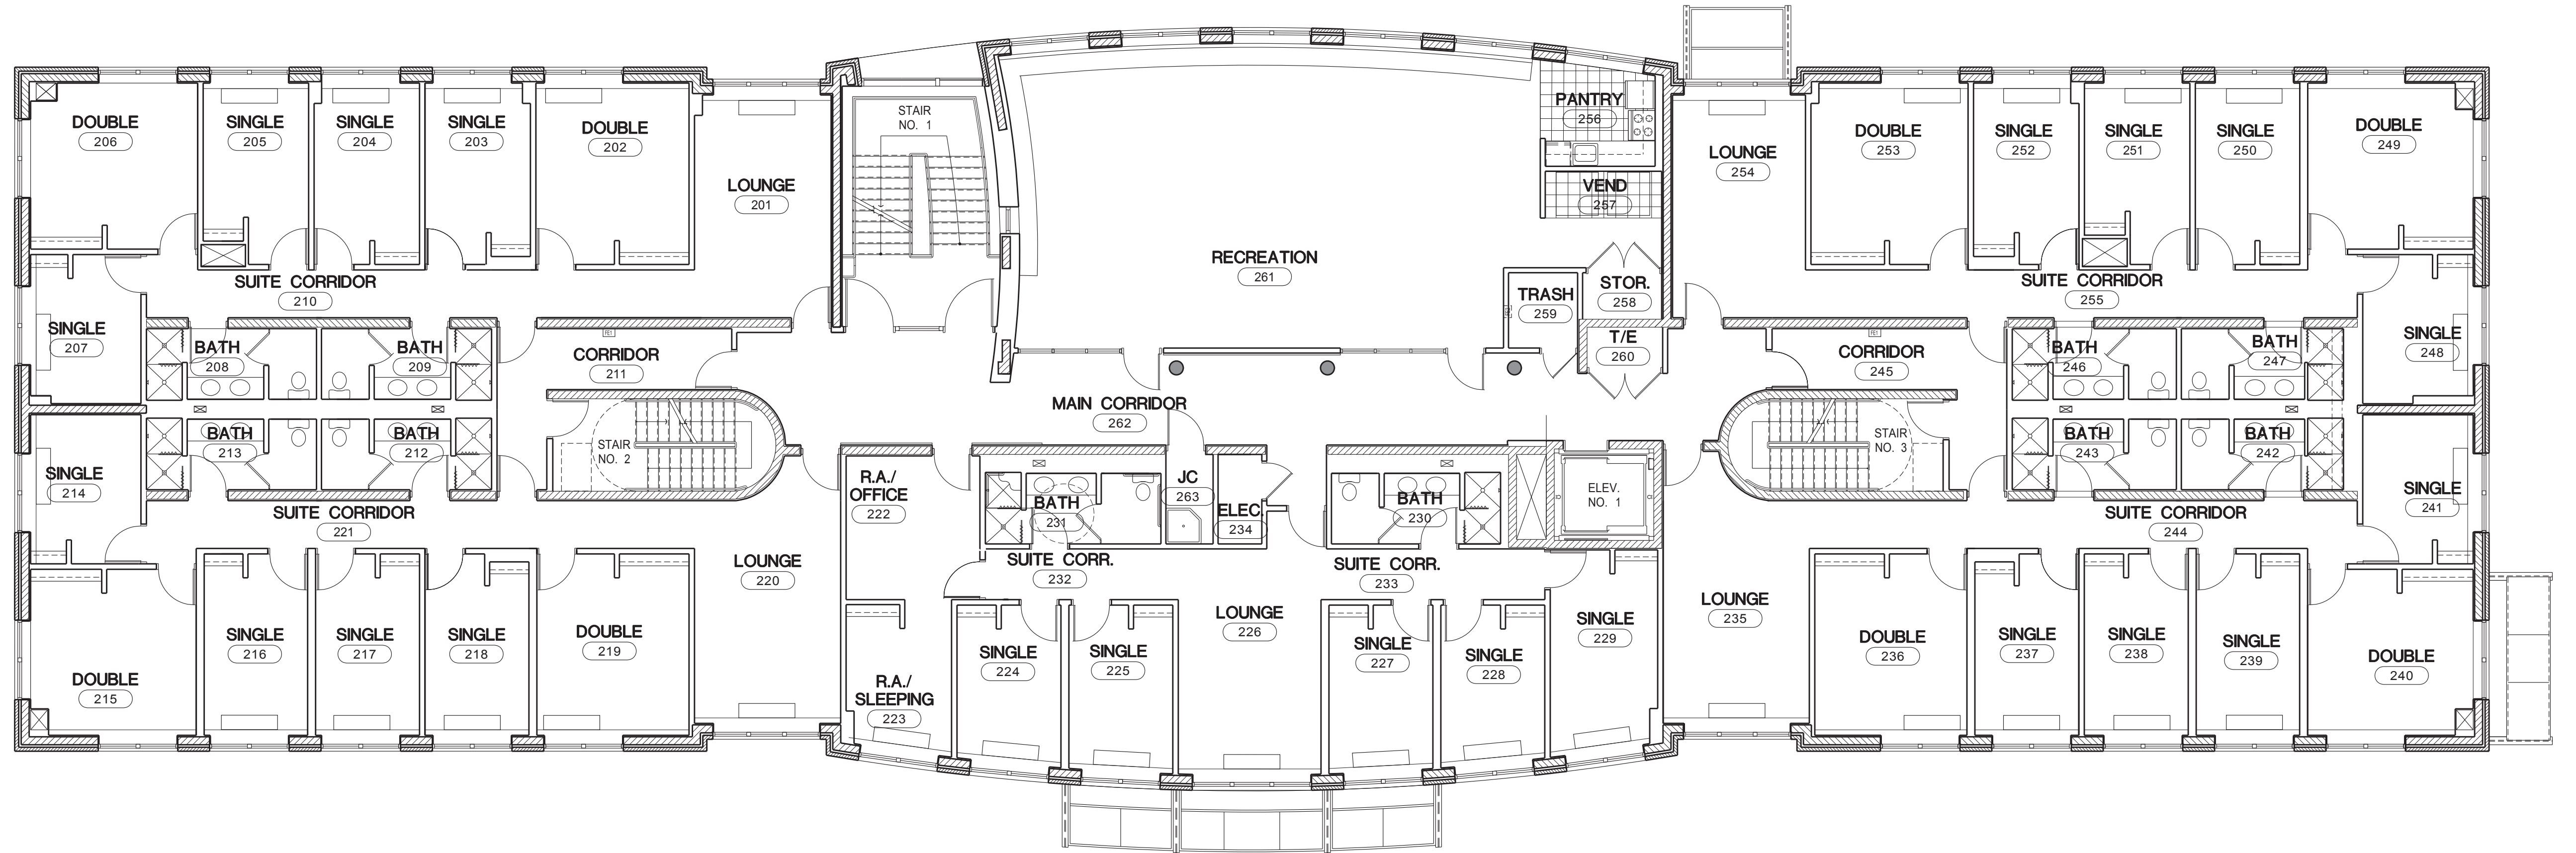 DOUBLE
206
SINGLE
205
SINGLE
204
SINGLE
203
DOUBLE
202
LOUNGE
201
STAIR
NO. 1
RECREATION
261
PANTRY
256
VEND
257
STOR.
258
TRASH
259
T/E
260
LOUNGE
254
DOUBLE
253
SINGLE
252
SINGLE
251
SINGLE
250
DOUBLE
249
SUITE CORRIDOR
210
SUITE CORRIDOR
255
SINGLE
207
BATH
208
BATH
209
CORRIDOR
211
FE1
MAIN CORRIDOR
262
CORRIDOR
245
FE1
BATH
246
BATH
247
SINGLE
248
SINGLE
214
BATH
213
BATH
212
STAIR
NO. 2
STAIR
NO. 3
BATH
243
BATH
242
SINGLE
241
SUITE CORRIDOR
221
R.A./
OFFICE
222
BATH
231
JC
263
ELEC.
234
BATH
230
ELEV.
NO. 1
SUITE CORRIDOR
244
SUITE CORR.
232
SUITE CORR.
233
DOUBLE
215
SINGLE
216
SINGLE
217
SINGLE
218
DOUBLE
219
LOUNGE
220
R.A./
SLEEPING
223
SINGLE
224
SINGLE
225
LOUNGE
226
SINGLE
227
SINGLE
228
SINGLE
229
LOUNGE
235
DOUBLE
236
SINGLE
237
SINGLE
238
SINGLE
239
DOUBLE
240